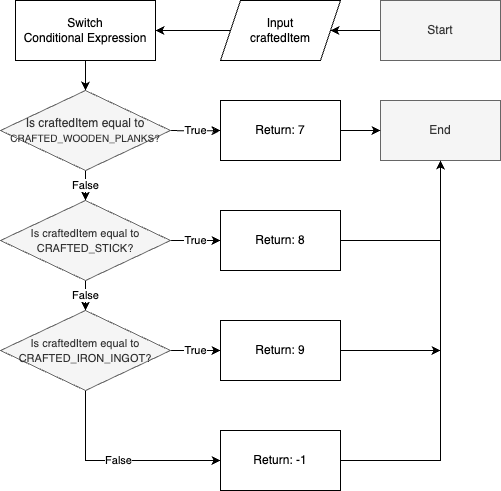 Switch
Conditional Expression
Input
craftedItem
Start
Is craftedItem equal to
CRAFTED_WOODEN_PLANKS?
True
Return: 7
End
False
Is craftedItem equal to
CRAFTED_STICK?
True
Return: 8
False
Is craftedItem equal to
CRAFTED_IRON_INGOT?
True
Return: 9
False
Return: -1